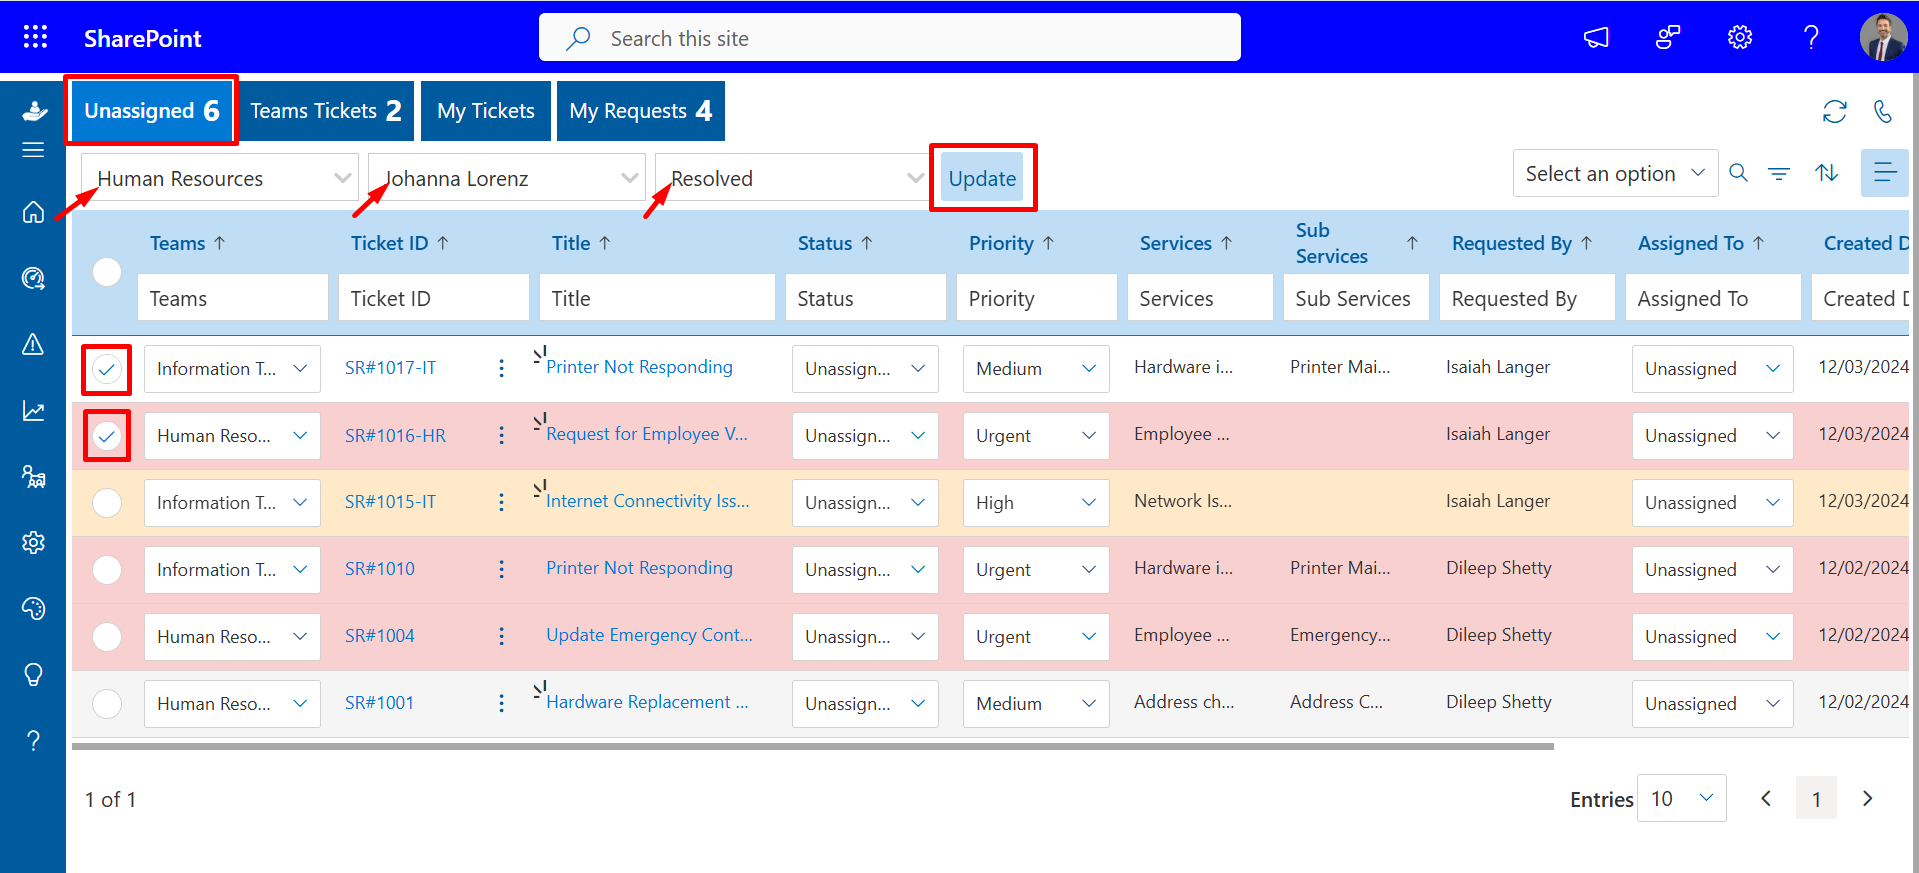 SharePoint
Search this site
Unassigned 6
Teams Tickets 2
My Tickets
My Requests 4
Human Resources
Johanna Lorenz
Resolved
Update
Select an option
Teams ↑ Ticket ID ↑ Title ↑ Status ↑ Priority ↑ Services ↑ Sub Services ↑ Requested By ↑ Assigned To ↑ Created D
Teams Ticket ID Title Status Priority Services Sub Services Requested By Assigned To Created D
Information T... SR#1017-IT Printer Not Responding Unassign... Medium Hardware i... Printer Mai... Isaiah Langer Unassigned 12/03/2024
Human Reso... SR#1016-HR Request for Employee V... Unassign... Urgent Employee ... Isaiah Langer Unassigned 12/03/2024
Information T... SR#1015-IT Internet Connectivity Iss... Unassign... High Network Is... Isaiah Langer Unassigned 12/03/2024
Information T... SR#1010 Printer Not Responding Unassign... Urgent Hardware i... Printer Mai... Dileep Shetty Unassigned 12/02/2024
Human Reso... SR#1004 Update Emergency Cont... Unassign... Urgent Employee ... Emergency... Dileep Shetty Unassigned 12/02/2024
Human Reso... SR#1001 Hardware Replacement ... Unassign... Medium Address ch... Address C... Dileep Shetty Unassigned 12/02/2024
1 of 1
Entries 10
1